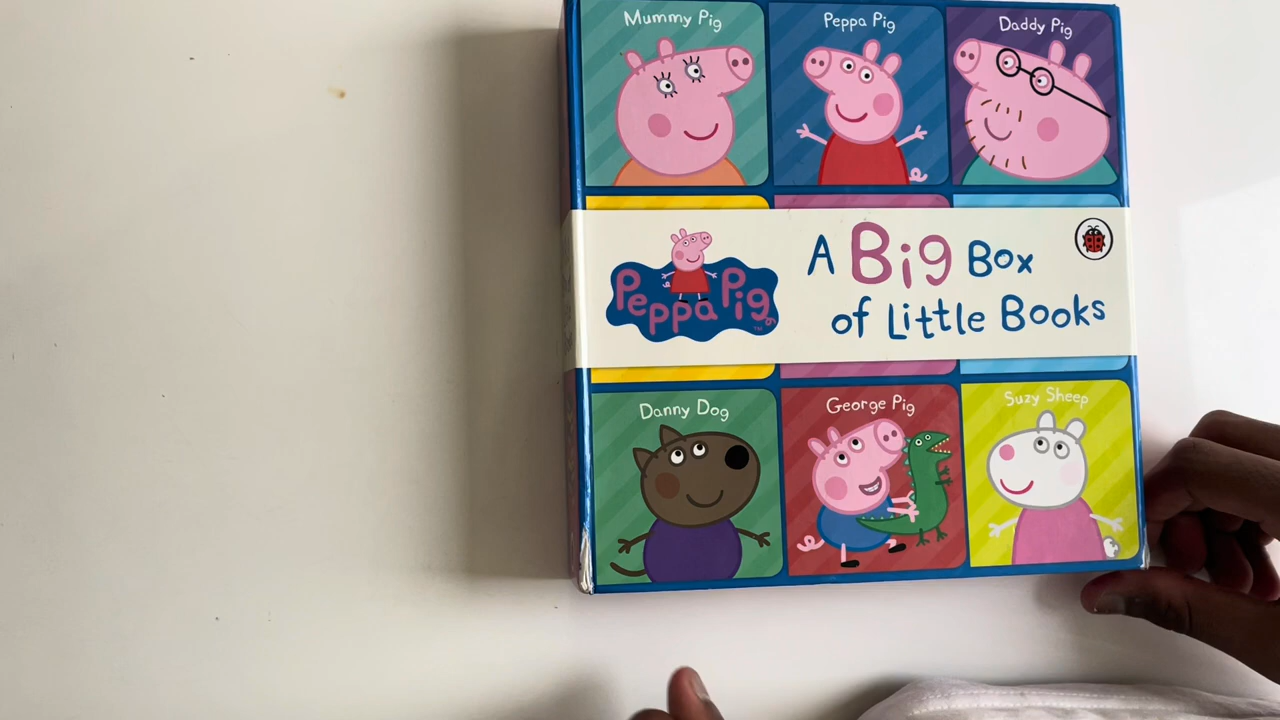 Mummy Pig
Peppa Pig
Daddy Pig
Peppa Pig
TM
A Big Box
of Little Books
Danny Dog
George Pig
Suzy Sheep